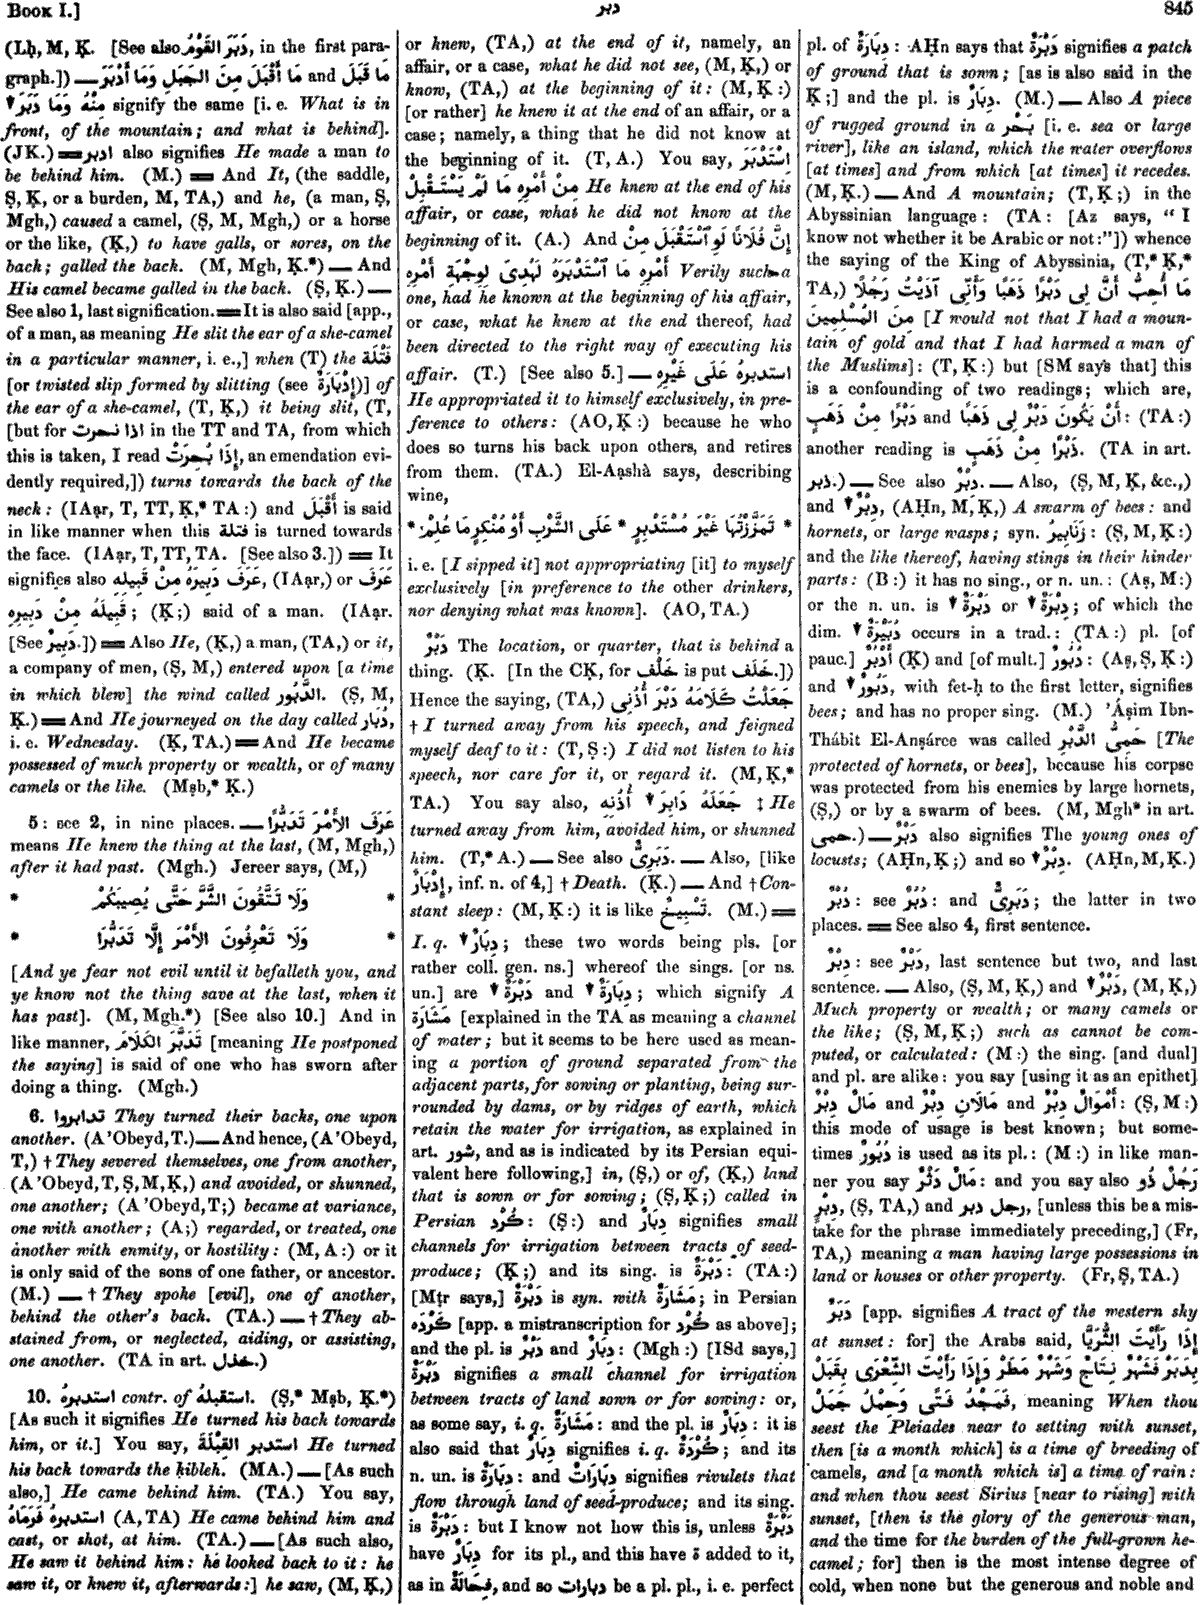 BOOK I.]
دبر
845
(Lḥ, M, Ḳ. [See also دَبَرَ القَوْمُ, in the first para-
graph.]) — مَا أَقْبَلَ مِنَ الجَبَلِ وَمَا أَدْبَرَ and مَا قَبَلَ
مِنْهُ وَمَا دَبَرَ signify the same [i. e. What is in
front, of the mountain; and what is behind].
(JK.) = ادبر also signifies He made a man to
be behind him. (M.) = And It, (the saddle,
Ṣ, Ḳ, or a burden, M, TA,) and he, (a man, Ṣ,
Mgh,) caused a camel, (Ṣ, M, Mgh,) or a horse
or the like, (Ḳ,) to have galls, or sores, on the
back; galled the back. (M, Mgh, Ḳ.*) — And
His camel became galled in the back. (Ṣ, Ḳ.) —
See also 1, last signification. = It is also said [app.,
of a man, as meaning He slit the ear of a she-camel
in a particular manner, i. e.,] when (T) the فَتْلَة
[or twisted slip formed by slitting (see إِدْبَارَةٌ)] of
the ear of a she-camel, (T, Ḳ,) it being slit, (T,
[but for اذا نحرت in the TT and TA, from which
this is taken, I read إِذَا بُحِرَتْ, an emendation evi-
dently required,]) turns towards the back of the
neck: (IAạr, T, TT, Ḳ,* TA:) and أَقْبَلَ is said
in like manner when this فتلة is turned towards
the face. (IAạr, T, TT, TA. [See also 3.]) = It
signifies also عَرَفَ دَبِيرَهُ مِنْ قَبِيلِهِ, (IAạr,) or عَرَفَ
قَبِيلَهُ مِنْ دَبِيرِهِ; (Ḳ;) said of a man. (IAạr.
[See دَبِيرٌ.]) = Also He, (Ḳ,) a man, (TA,) or it,
a company of men, (Ṣ, M,) entered upon [a time
in which blew] the wind called الدَّبُور. (Ṣ, M,
Ḳ.) = And He journeyed on the day called دُبَار,
i. e. Wednesday. (Ḳ, TA.) = And He became
possessed of much property or wealth, or of many
camels or the like. (Mṣb,* Ḳ.)
5: see 2, in nine places. — عَرَفَ الأَمْرَ تَدَبُّرًا
means He knew the thing at the last, (M, Mgh,)
after it had past. (Mgh.) Jereer says, (M,)
* وَلَا تَتَّقُونَ الشَّرَّ حَتَّى يُصِيبَكُمْ *
* وَلَا تَعْرِفُونَ الأَمْرَ إِلَّا تَدَبُّرَا *
[And ye fear not evil until it befalleth you, and
ye know not the thing save at the last, when it
has past]. (M, Mgh.*) [See also 10.] And in
like manner, تَدَبَّرَ الكَلَامَ [meaning He postponed
the saying] is said of one who has sworn after
doing a thing. (Mgh.)
6. تدابروا They turned their backs, one upon
another. (A'Obeyd, T.) — And hence, (A'Obeyd,
T,) † They severed themselves, one from another,
(A'Obeyd, T, Ṣ, M, Ḳ,) and avoided, or shunned,
one another; (A'Obeyd, T;) became at variance,
one with another; (A;) regarded, or treated, one
another with enmity, or hostility: (M, A:) or it
is only said of the sons of one father, or ancestor.
(M.) — † They spoke [evil], one of another,
behind the other's back. (TA.) — † They ab-
stained from, or neglected, aiding, or assisting,
one another. (TA in art. خذل.)
10. استدبرهُ contr. of استقبلهُ. (Ṣ,* Mṣb, Ḳ.*)
[As such it signifies He turned his back towards
him, or it.] You say, استدبر القِبْلَةَ He turned
his back towards the ḳibleh. (MA.) — [As such
also,] He came behind him. (TA.) You say,
استدبرهُ فَرَمَاهُ (A, TA) He came behind him and
cast, or shot, at him. (TA.) — [As such also,
He saw it behind him: he looked back to it: he
saw it, or knew it, afterwards:] he saw, (M, Ḳ,)
or knew, (TA,) at the end of it, namely, an
affair, or a case, what he did not see, (M, Ḳ,) or
know, (TA,) at the beginning of it: (M, Ḳ:)
[or rather] he knew it at the end of an affair, or a
case; namely, a thing that he did not know at
the beginning of it. (T, A.) You say, اِسْتَدْبَرَ
مِنْ أَمْرِهِ مَا لَمْ يَسْتَقْبِلْ He knew at the end of his
affair, or case, what he did not know at the
beginning of it. (A.) And إِنَّ فُلَانًا لَوِ ٱسْتَقْبَلَ مِنْ
أَمْرِهِ مَا ٱسْتَدْبَرَهُ لَهُدِىَ لِوِجْهَةِ أَمْرِهِ Verily such a
one, had he known at the beginning of his affair,
or case, what he knew at the end thereof, had
been directed to the right way of executing his
affair. (T.) [See also 5.] — استدبرهُ عَلَى غَيْرِهِ
He appropriated it to himself exclusively, in pre-
ference to others: (AO, Ḳ:) because he who
does so turns his back upon others, and retires
from them. (TA.) El-Aạshà says, describing
wine,
* تَمَزَّزْتُهَا غَيْرَ مُسْتَدْبِرٍ * عَلَى الشَّرْبِ أَوْ مُنْكِرٍ مَا عُلِمْ *
i. e. [I sipped it] not appropriating [it] to myself
exclusively [in preference to the other drinkers,
nor denying what was known]. (AO, TA.)
دَبْرٌ The location, or quarter, that is behind a
thing. (Ḳ. [In the CḲ, for خَلْف is put خَلَف.])
Hence the saying, (TA,) جَعَلْتُ كَلَامَهُ دَبْرَ أُذُنِى
† I turned away from his speech, and feigned
myself deaf to it: (T, Ṣ:) I did not listen to his
speech, nor care for it, or regard it. (M, Ḳ,*
TA.) You say also, جَعَلَهُ دَابِرَ أُذُنِهِ ‡ He
turned away from him, avoided him, or shunned
him. (T,* A.) — See also دَبَرِىٌّ. — Also, [like
إِدْبَارٌ, inf. n. of 4,] † Death. (Ḳ.) — And † Con-
stant sleep: (M, Ḳ:) it is like تَسْبِيخٌ. (M.) =
I. q. دِبَارٌ; these two words being pls. [or
rather coll. gen. ns.] whereof the sings. [or ns.
un.] are دَبْرَةٌ and دِبَارَةٌ; which signify A
مَشَارَة [explained in the TA as meaning a channel
of water; but it seems to be here used as mean-
ing a portion of ground separated from the
adjacent parts, for sowing or planting, being sur-
rounded by dams, or by ridges of earth, which
retain the water for irrigation, as explained in
art. شور, and as is indicated by its Persian equi-
valent here following,] in, (Ṣ,) or of, (Ḳ,) land
that is sown or for sowing; (Ṣ, Ḳ;) called in
Persian كُرْد: (Ṣ:) and دِبَارٌ signifies small
channels for irrigation between tracts of seed-
produce; (Ḳ;) and its sing. is دَبْرَةٌ: (TA:)
[Mṭr says,] دَبْرَةٌ is syn. with مَشَارَةٌ; in Persian
كُرْدَه [app. a mistranscription for كُرْد as above];
and the pl. is دَبْرٌ and دِبَارٌ: (Mgh:) [ISd says,]
دَبْرَةٌ signifies a small channel for irrigation
between tracts of land sown or for sowing: or,
as some say, i. q. مَشَارَةٌ: and the pl. is دِبَارٌ: it is
also said that دِبَارٌ signifies i. q. كُرْدَةٌ; and its
n. un. is دِبَارَةٌ: and دِبَارَاتٌ signifies rivulets that
flow through land of seed-produce; and its sing.
is دَبْرَةٌ: but I know not how this is, unless دَبْرَةٌ
have دِبَارٌ for its pl., and this have ة added to it,
as in فِحَالَةٌ, and so دبارات be a pl. pl., i. e. perfect
pl. of دِبَارَةٌ: AḤn says that دَبْرَةٌ signifies a patch
of ground that is sown; [as is also said in the
Ḳ;] and the pl. is دِبَارٌ. (M.) — Also A piece
of rugged ground in a بَحْر [i. e. sea or large
river], like an island, which the water overflows
[at times] and from which [at times] it recedes.
(M, Ḳ.) — And A mountain; (T, Ḳ;) in the
Abyssinian language: (TA: [Az says, “I
know not whether it be Arabic or not:”]) whence
the saying of the King of Abyssinia, (T,* Ḳ,*
TA,) مَا أُحِبُّ أَنَّ لِى دَبْرًا ذَهَبًا وَأَنِّى آذَيْتُ رَجُلًا
مِنَ المُسْلِمِينَ [I would not that I had a moun-
tain of gold and that I had harmed a man of
the Muslims]: (T, Ḳ:) but [SM says that] this
is a confounding of two readings; which are,
أَنْ يَكُونَ دَبْرٌ لِى ذَهَبًا and دَبْرًا مِنْ ذَهَبٍ: (TA:)
another reading is ذَبْرًا مِنْ ذَهَبٍ. (TA in art.
ذبر.) — See also دُبُرٌ. — Also, (Ṣ, M, Ḳ, &c.,)
and دِبْرٌ, (AḤn, M, Ḳ,) A swarm of bees: and
hornets, or large wasps; syn. زَنَابِيرُ: (Ṣ, M, Ḳ:)
and the like thereof, having stings in their hinder
parts: (B:) it has no sing., or n. un.: (Aṣ, M:)
or the n. un. is دَبْرَةٌ or دِبْرَةٌ; of which the
dim. دُبَيْرَةٌ occurs in a trad.: (TA:) pl. [of
pauc.] أَدْبُرٌ (Ḳ) and [of mult.] دُبُورٌ: (Aṣ, Ṣ, Ḳ:)
and دَبُورٌ, with fet-ḥ to the first letter, signifies
bees; and has no proper sing. (M.) 'Áṣim Ibn-
Thábit El-Anṣáree was called حَمِىُّ الدَّبْرِ [The
protected of hornets, or bees], because his corpse
was protected from his enemies by large hornets,
(Ṣ,) or by a swarm of bees. (M, Mgh* in art.
حمى.) — دَبْرٌ also signifies The young ones of
locusts; (AḤn, Ḳ;) and so دِبْرٌ. (AḤn, M, Ḳ.)
دُبْرٌ: see دُبُرٌ: and دَبَرِىٌّ; the latter in two
places. = See also 4, first sentence.
دِبْرٌ: see دَبْرٌ, last sentence but two, and last
sentence. — Also, (Ṣ, M, Ḳ,) and دَبْرٌ, (M, Ḳ,)
Much property or wealth; or many camels or
the like; (Ṣ, M, Ḳ;) such as cannot be com-
puted, or calculated: (M:) the sing. [and dual]
and pl. are alike: you say [using it as an epithet]
مَالٌ دِبْرٌ and مَالَانِ دِبْرٌ and أَمْوَالٌ دِبْرٌ: (Ṣ, M:)
this mode of usage is best known; but some-
times دُبُورٌ is used as its pl.: (M:) in like man-
ner you say مَالٌ دَثْرٌ: and you say also رَجُلٌ ذُو
دِبْرٍ, (Ṣ, TA,) and رجل دبر, [unless this be a mis-
take for the phrase immediately preceding,] (Fr,
TA,) meaning a man having large possessions in
land or houses or other property. (Fr, Ṣ, TA.)
دَبَرٌ [app. signifies A tract of the western sky
at sunset: for] the Arabs said, إِذَا رَأَيْتَ الثُّرَيَّا
بِدَبَرْ فَشَهْرُ نِتَاجْ وَشَهْرُ مَطَرْ وَإِذَا رَأَيْتَ الشِّعْرَى بِقَبَلْ
فَمَجْدُ فَتًى وَحِمْلُ جَمَلْ, meaning When thou
seest the Pleiades near to setting with sunset,
then [is a month which] is a time of breeding of
camels, and [a month which is] a time of rain:
and when thou seest Sirius [near to rising] with
sunset, [then is the glory of the generous man,
and the time for the burden of the full-grown he-
camel; for] then is the most intense degree of
cold, when none but the generous and noble and